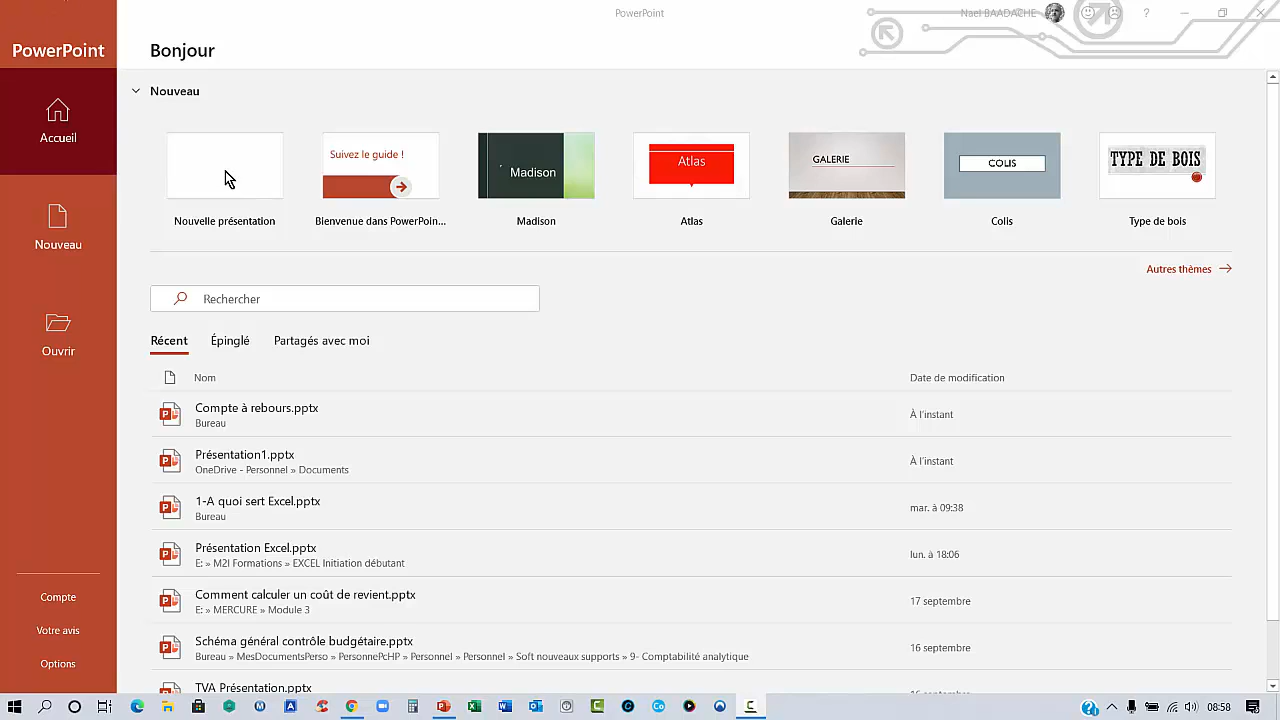 PowerPoint
Nael BAADACHE
?
PowerPoint
Bonjour
Nouveau
Accueil
Nouveau
Ouvrir
Compte
Votre avis
Options
Suivez le guide !
Madison
Atlas
GALERIE
COLIS
TYPE DE BOIS
Nouvelle présentation
Bienvenue dans PowerPoin...
Madison
Atlas
Galerie
Colis
Type de bois
Autres thèmes
Rechercher
Récent
Épinglé
Partagés avec moi
Nom
Date de modification
Compte à rebours.pptx
Bureau
À l'instant
Présentation1.pptx
OneDrive - Personnel » Documents
À l'instant
1-A quoi sert Excel.pptx
Bureau
mar. à 09:38
Présentation Excel.pptx
E: » M2I Formations » EXCEL Initiation débutant
lun. à 18:06
Comment calculer un coût de revient.pptx
E: » MERCURE » Module 3
17 septembre
Schéma général contrôle budgétaire.pptx
Bureau » MesDocumentsPerso » PersonnePcHP » Personnel » Personnel » Soft nouveaux supports » 9- Comptabilité analytique
16 septembre
TVA Présentation.pptx
08:58